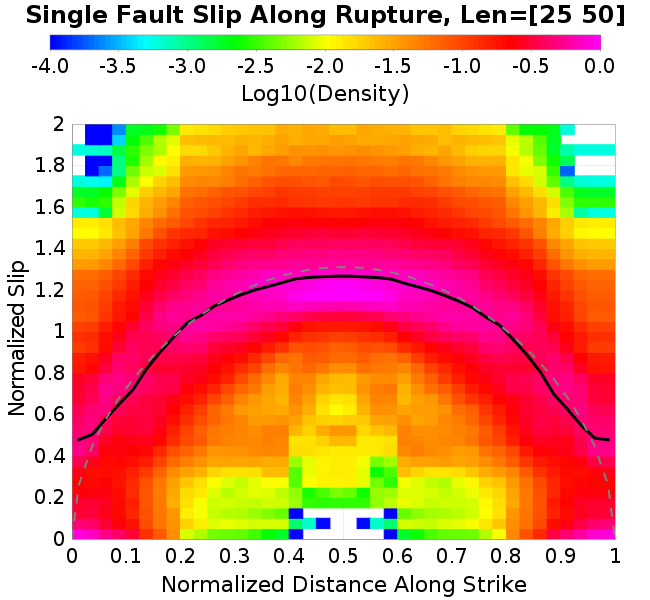 Single Fault Slip Along Rupture, Len=[25 50]
-4.0 -3.5 -3.0 -2.5 -2.0 -1.5 -1.0 -0.5 0.0
Log10(Density)
2
1.8
1.6
1.4
1.2
1
0.8
0.6
0.4
0.2
0
Normalized Slip
0 0.1 0.2 0.3 0.4 0.5 0.6 0.7 0.8 0.9 1
Normalized Distance Along Strike